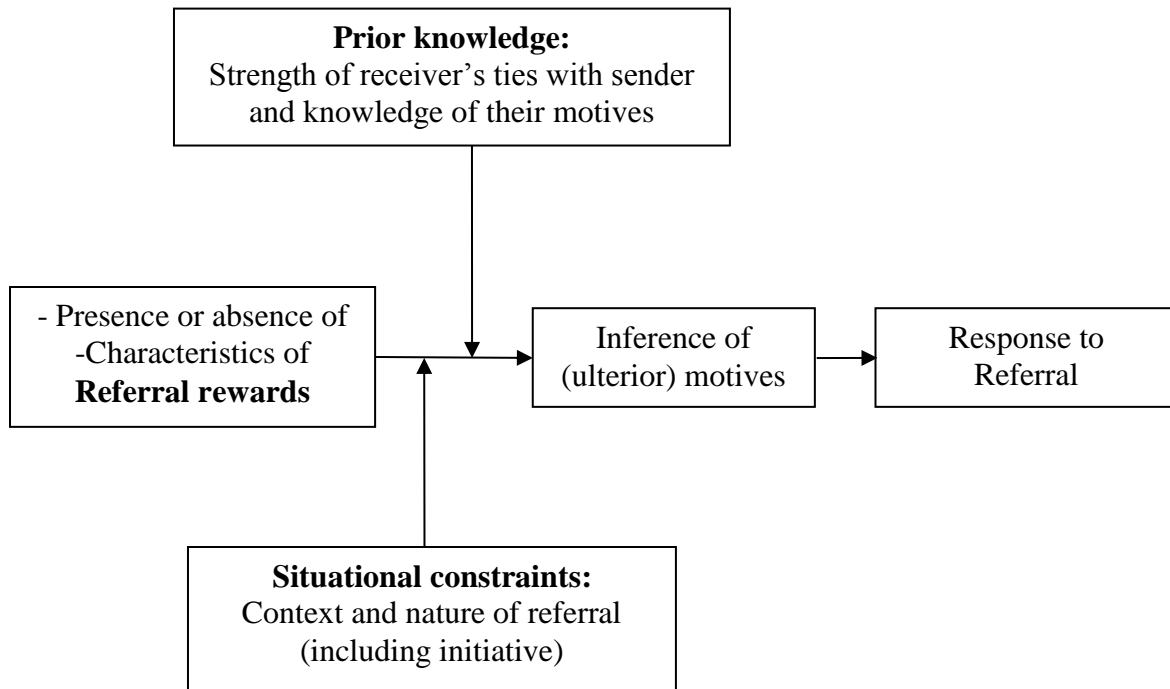 Prior knowledge:
Strength of receiver’s ties with sender
and knowledge of their motives
- Presence or absence of
-Characteristics of
Referral rewards
Inference of
(ulterior) motives
Response to
Referral
Situational constraints:
Context and nature of referral
(including initiative)